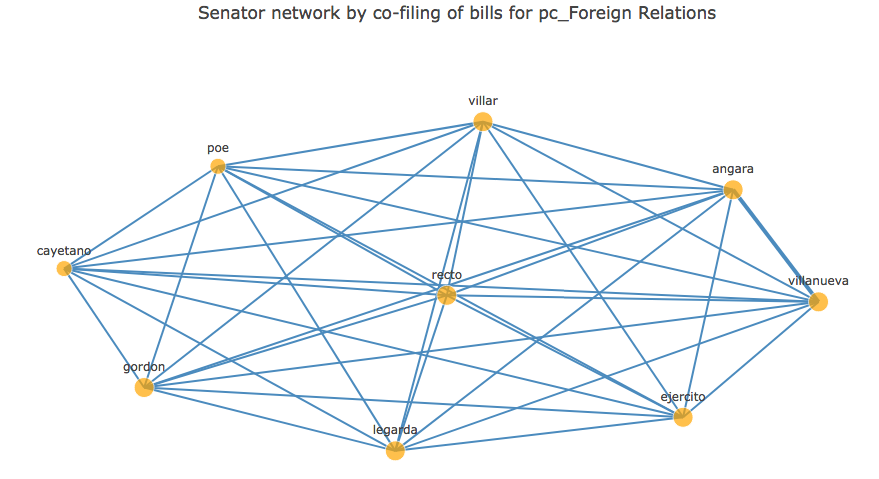 Senator network by co-filing of bills for pc_Foreign Relations
villar
poe
angara
cayetano
recto
villanueva
gordon
ejercito
legarda